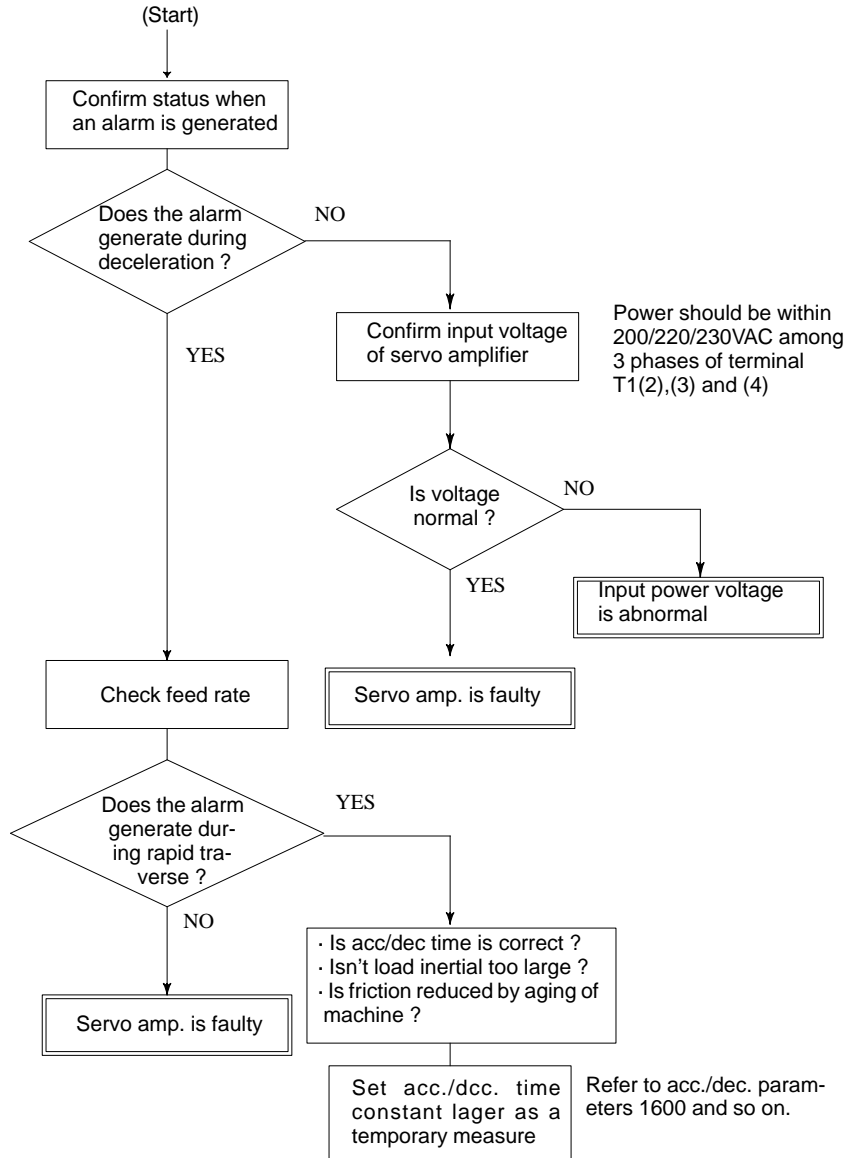 (Start)
Confirm status when
an alarm is generated
Does the alarm
generate during
deceleration ?
NO
YES
Confirm input voltage
of servo amplifier
Power should be within
200/220/230VAC among
3 phases of terminal
T1(2),(3) and (4)
Is voltage
normal ?
NO
YES
Input power voltage
is abnormal
Servo amp. is faulty
Check feed rate
Does the alarm
generate dur-
ing rapid tra-
verse ?
YES
NO
Servo amp. is faulty
· Is acc/dec time is correct ?
· Isn't load inertial too large ?
· Is friction reduced by aging of
machine ?
Set acc./dcc. time
constant lager as a
temporary measure
Refer to acc./dec. param-
eters 1600 and so on.